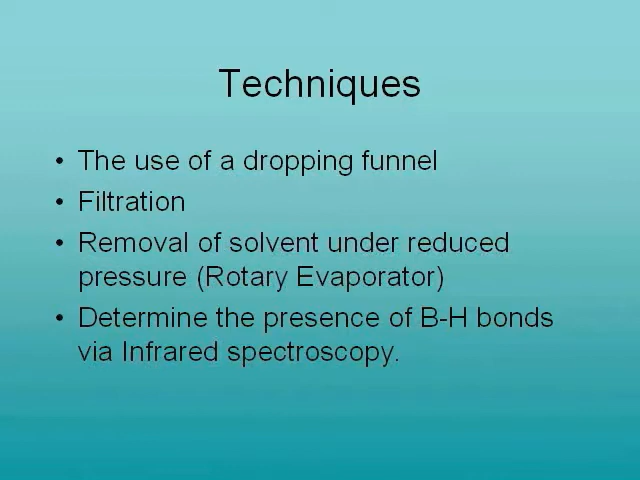 Techniques
• The use of a dropping funnel
• Filtration
• Removal of solvent under reduced
pressure (Rotary Evaporator)
• Determine the presence of B-H bonds
via Infrared spectroscopy.